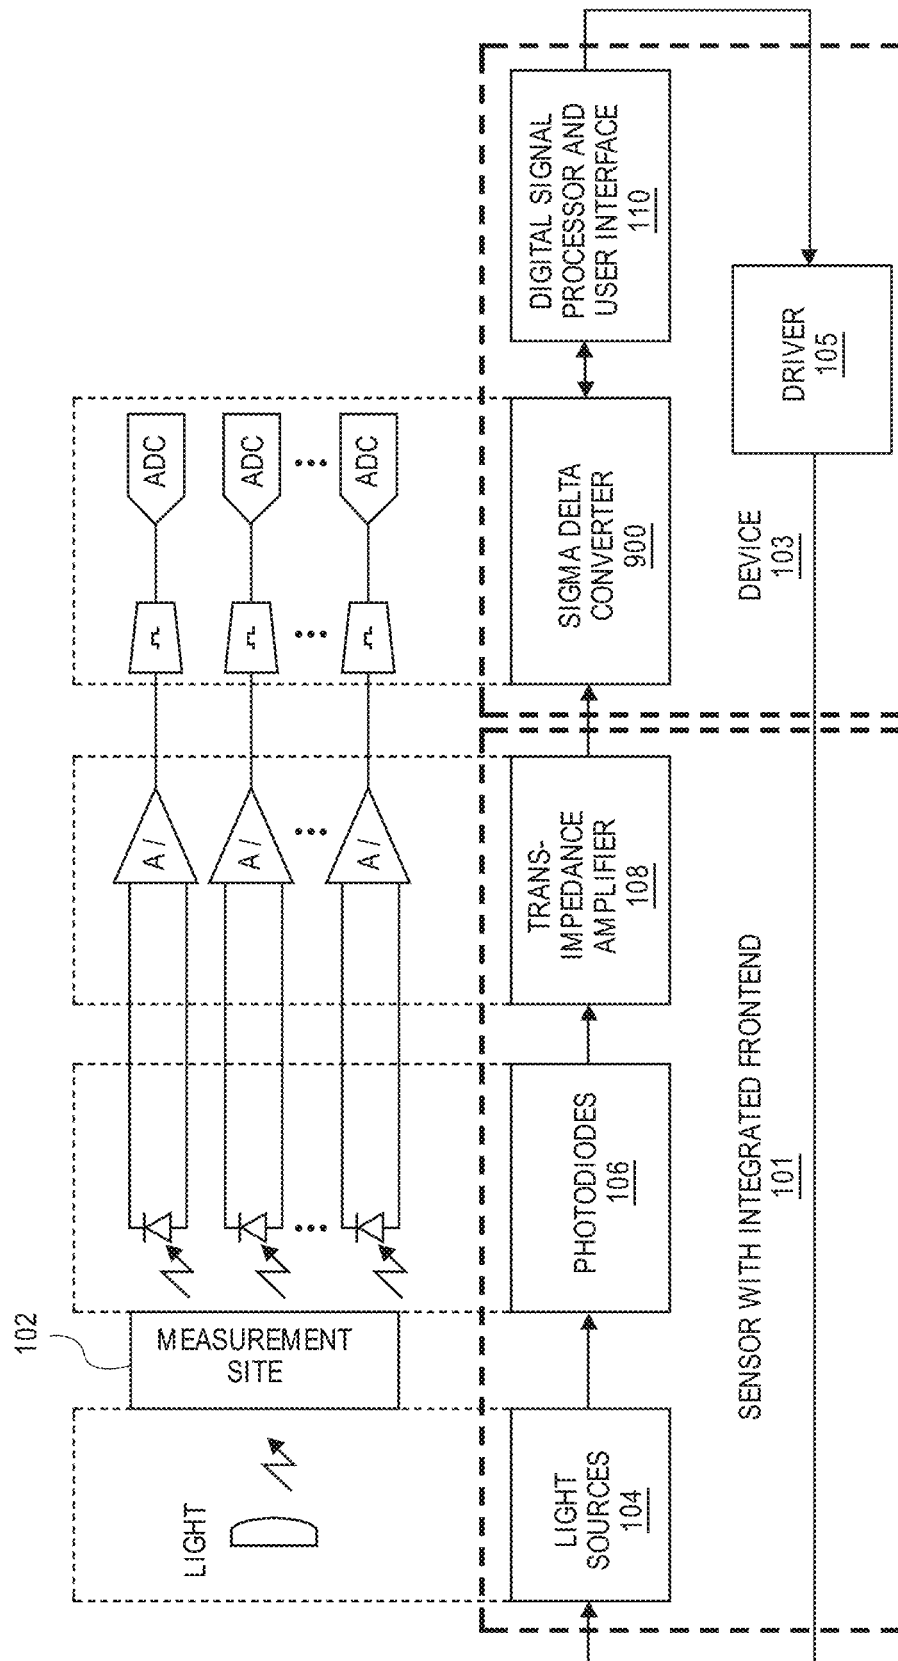 LIGHT
102
MEASUREMENT
SITE
A /
A /
A /
ADC
ADC
ADC
LIGHT
SOURCES
104
PHOTODIODES
106
TRANS-
IMPEDANCE
AMPLIFIER
108
SIGMA DELTA
CONVERTER
900
DIGITAL SIGNAL
PROCESSOR AND
USER INTERFACE
110
SENSOR WITH INTEGRATED FRONTEND
101
DEVICE
103
DRIVER
105